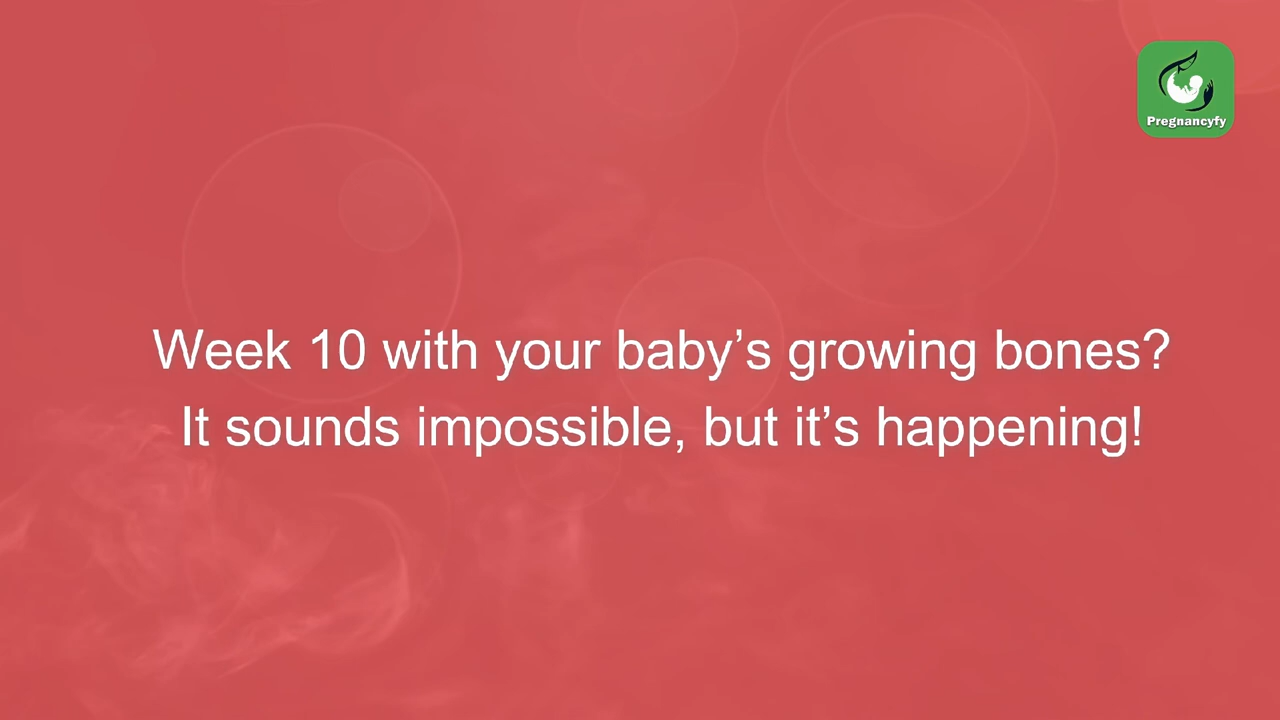 Pregnancyfy
Week 10 with your baby’s growing bones?
It sounds impossible, but it’s happening!